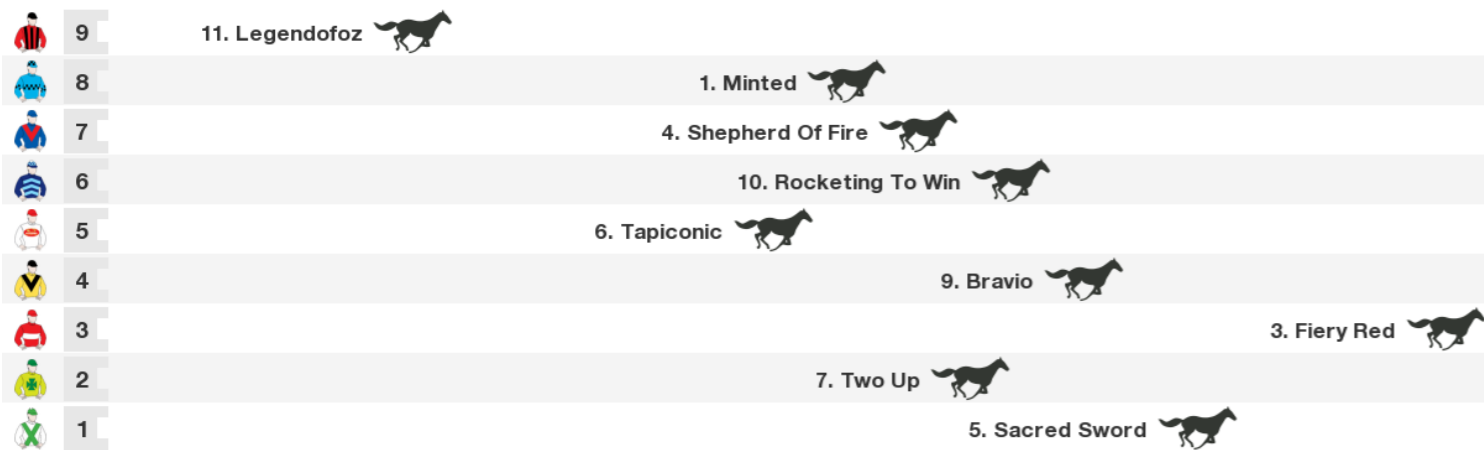 9 11. Legendofoz
8 1. Minted
7 4. Shepherd Of Fire
6 10. Rocketing To Win
5 6. Tapiconic
4 9. Bravio
3 3. Fiery Red
2 7. Two Up
1 5. Sacred Sword